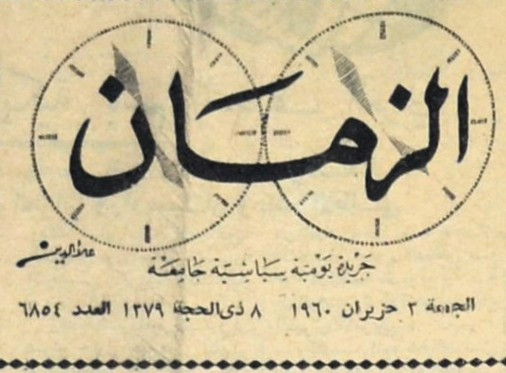 الزمان
علاء الدين
جريدة يومية سياسية جامعة
الجمعة ٣ حزيران ١٩٦٠ ٨ ذي الحجة ١٣٧٩ العدد ٦٨٥٤